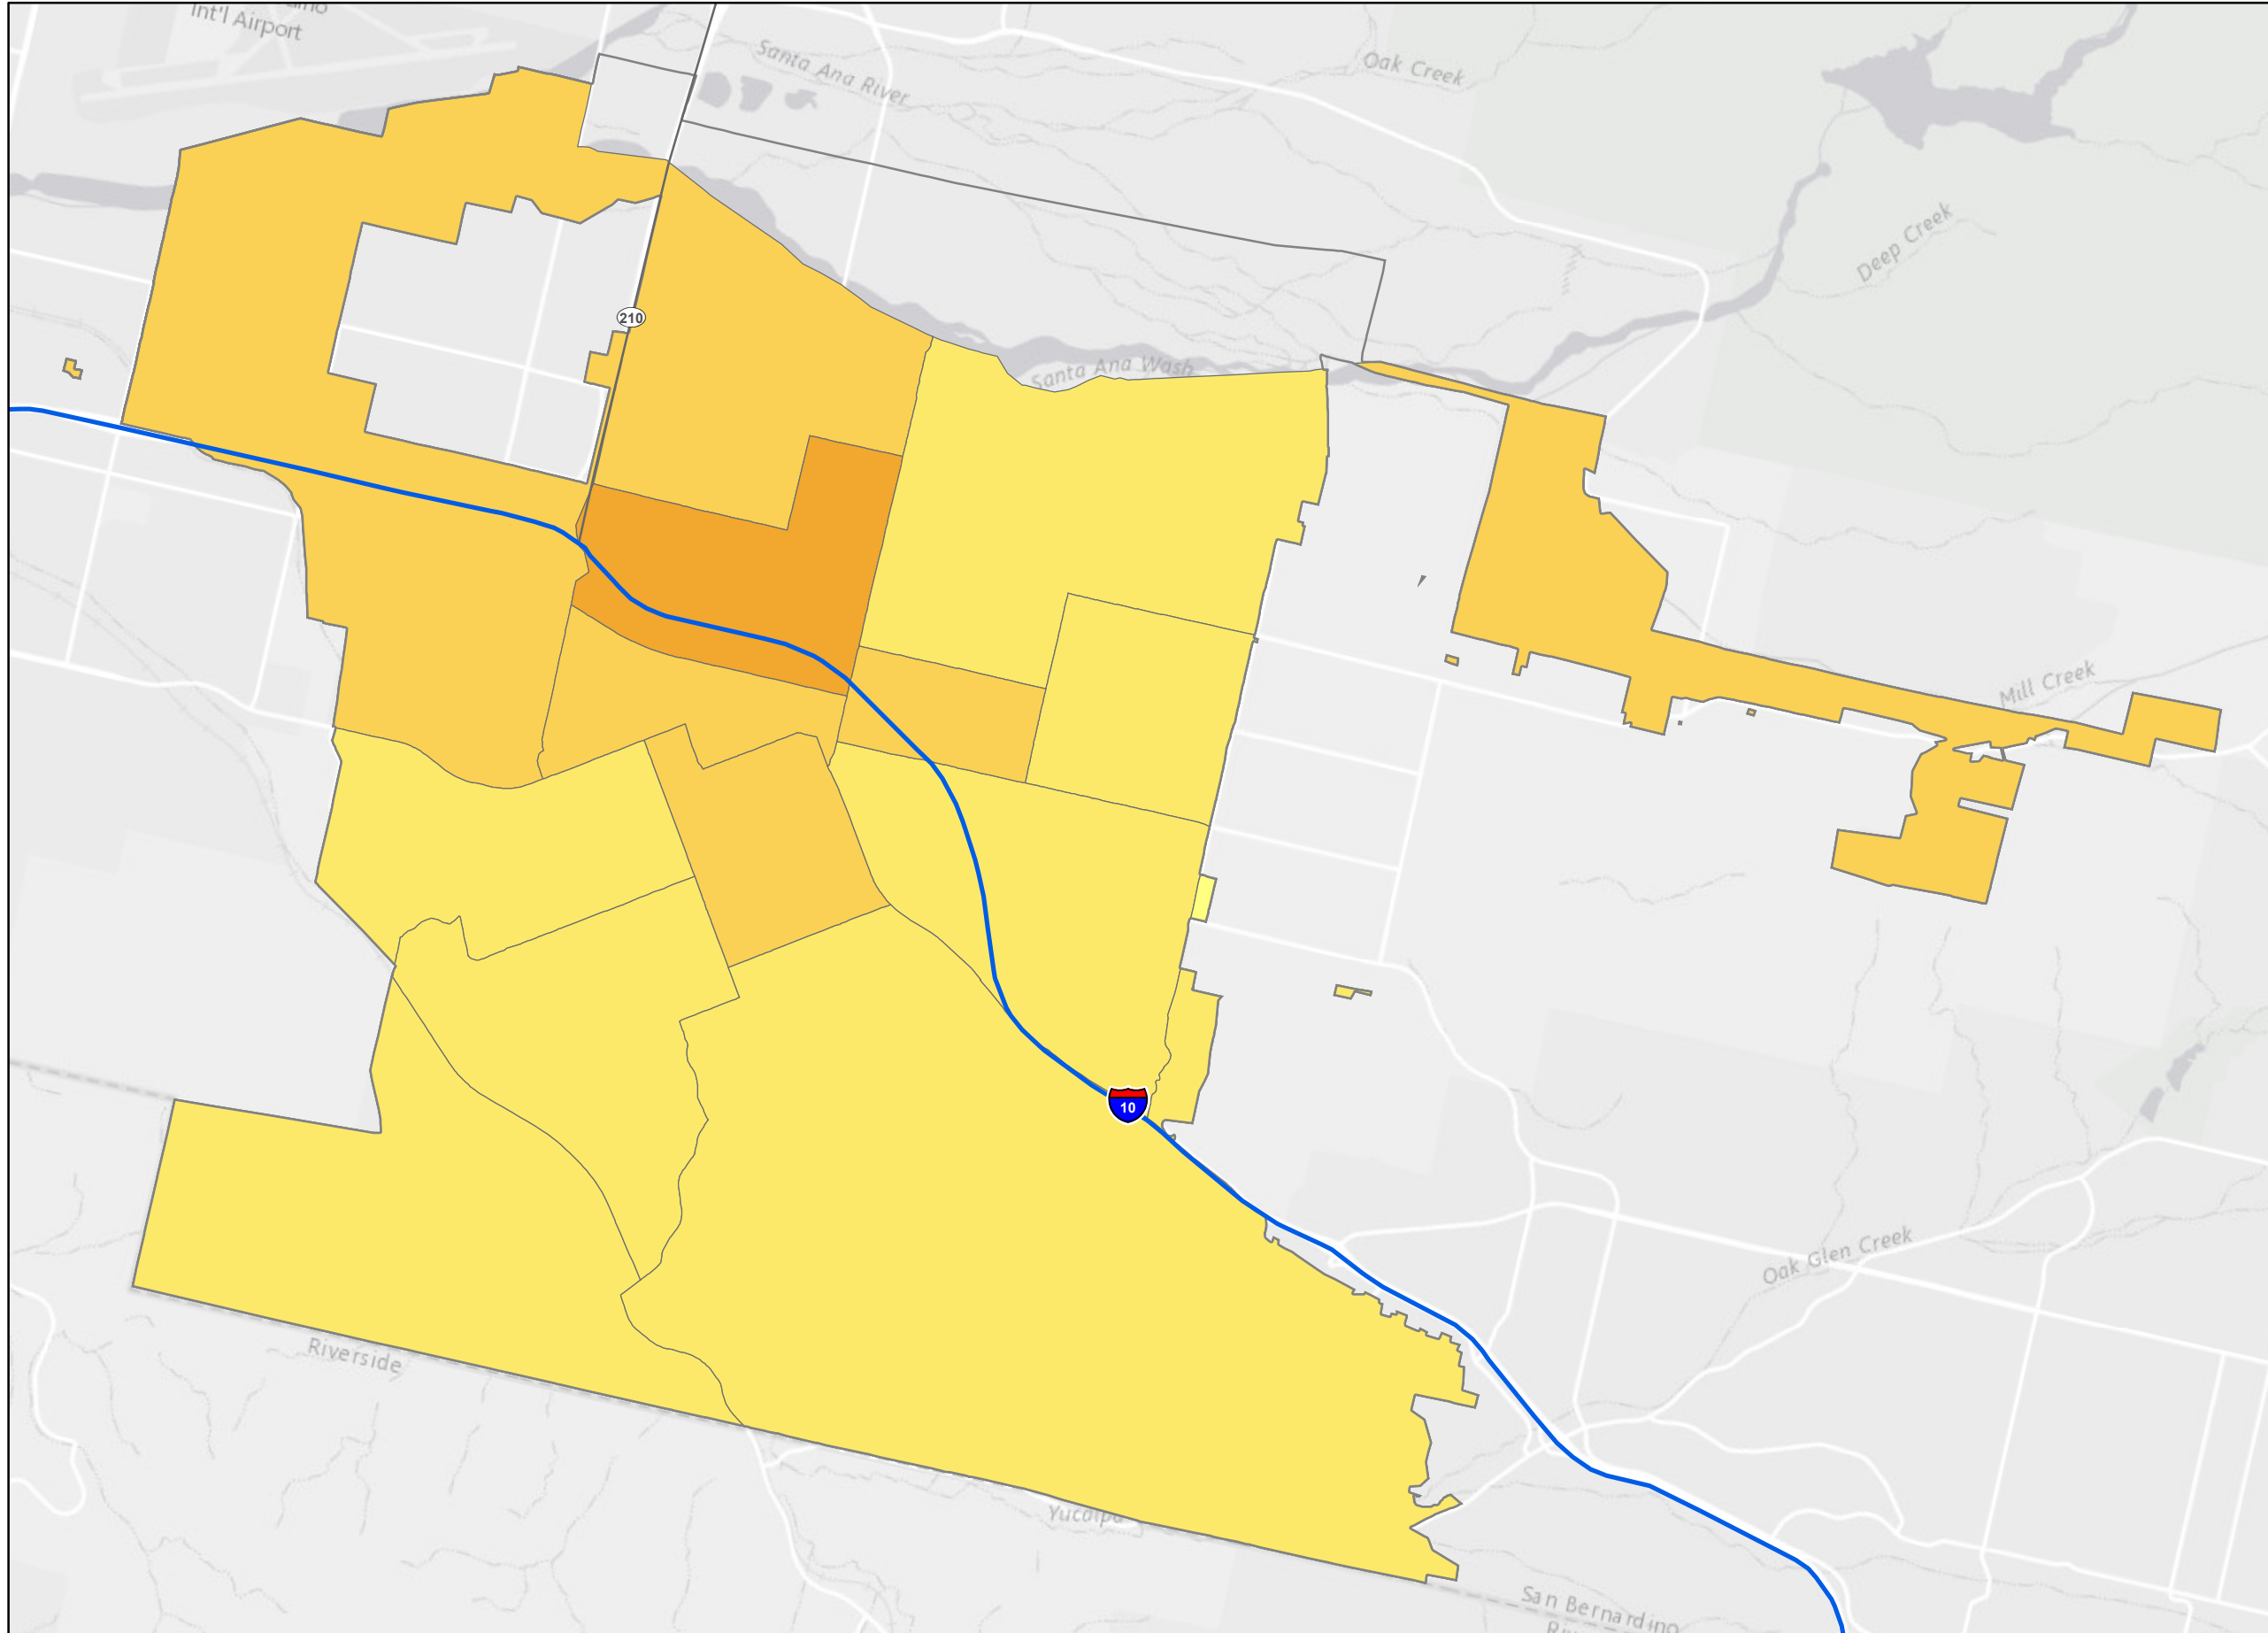 Int'l Airport
Santa Ana River
Oak Creek
Deep Creek
210
Santa Ana Wash
Mill Creek
10
Oak Glen Creek
Riverside
Yucaipa
San Bernardino